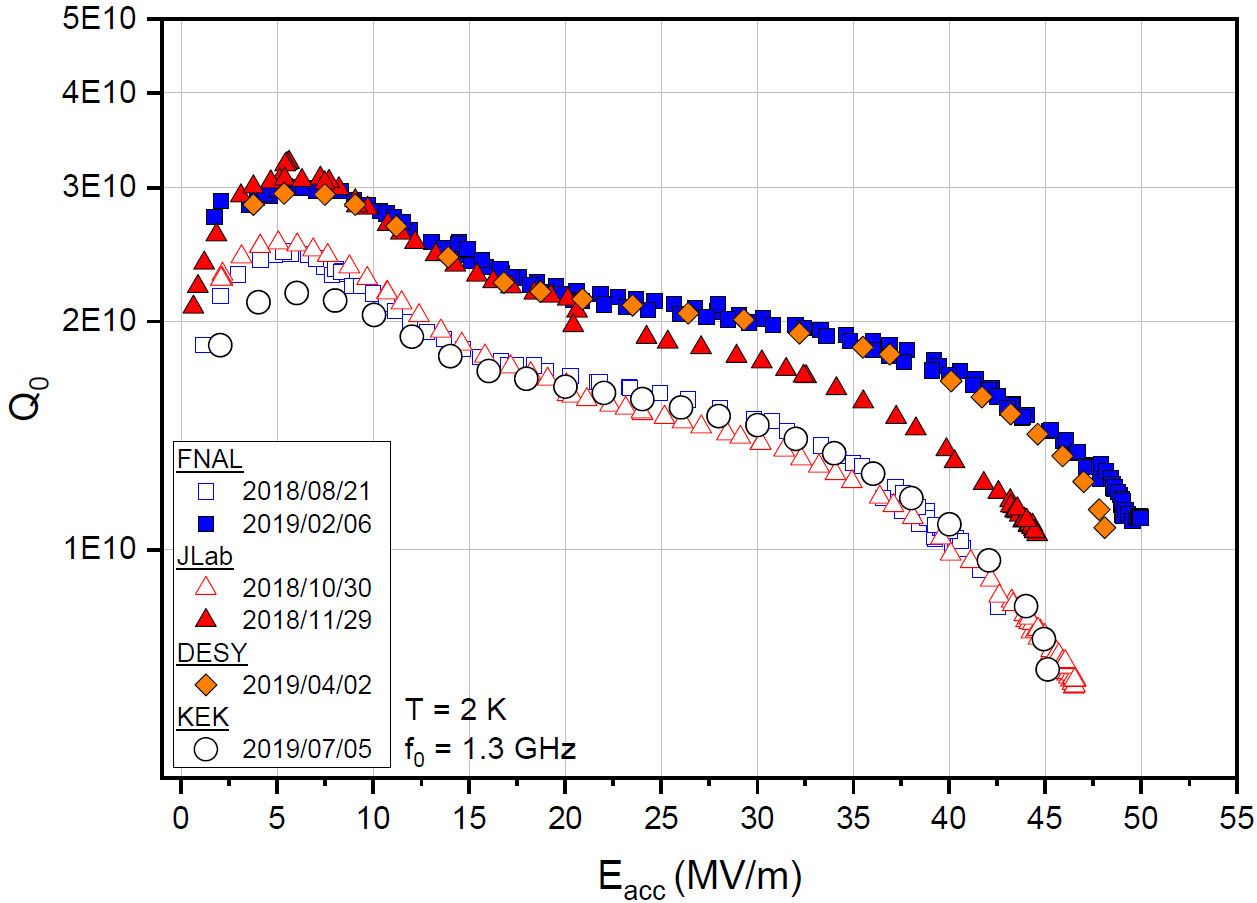 5E10
4E10
3E10
2E10
1E10
Q₀
FNAL
2018/08/21
2019/02/06
JLab
2018/10/30
2018/11/29
DESY
2019/04/02
KEK
2019/07/05
T = 2 K
f₀ = 1.3 GHz
0 5 10 15 20 25 30 35 40 45 50 55
E_acc (MV/m)